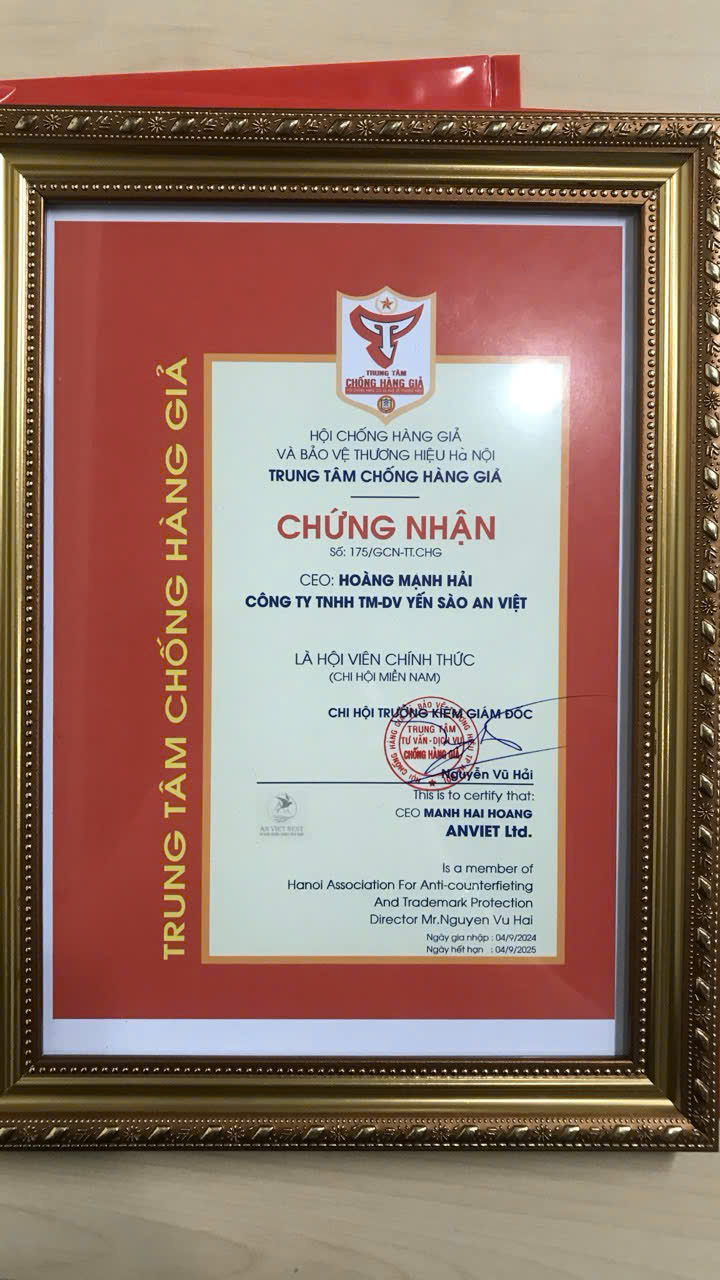 TRUNG TÂM CHỐNG HÀNG GIẢ
TRUNG TÂM
CHỐNG HÀNG GIẢ
HỘI CHỐNG HÀNG GIẢ
VÀ BẢO VỆ THƯƠNG HIỆU Hà NỘI
TRUNG TÂM CHỐNG HÀNG GIẢ
CHỨNG NHẬN
Số: 175/GCN-TT.CHG
CEO: HOÀNG MẠNH HẢI
CÔNG TY TNHH TM-DV YẾN SÀO AN VIỆT
LÀ HỘI VIÊN CHÍNH THỨC
(CHI HỘI MIỀN NAM)
CHI HỘI TRƯỞNG KIÊM GIÁM ĐỐC
TRUNG TÂM
TƯ VẤN - DỊCH VỤ
CHỐNG HÀNG GIẢ
Nguyễn Vũ Hải
This is to certify that:
CEO MANH HAI HOANG
ANVIET Ltd.
AN VIET NEST
Is a member of
Hanoi Association For Anti-counterfieting
And Trademark Protection
Director Mr.Nguyen Vu Hai
Ngày gia nhập : 04/9/2024
Ngày hết hạn : 04/9/2025